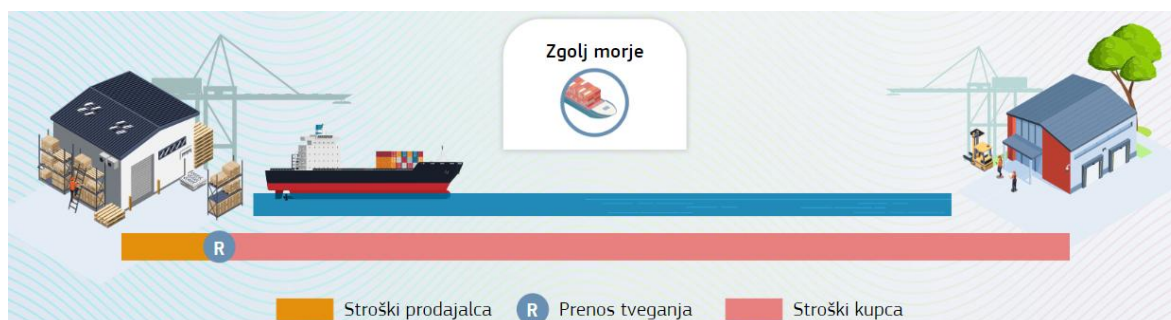 Zgolj morje
R
Stroški prodajalca
R
Prenos tveganja
Stroški kupca